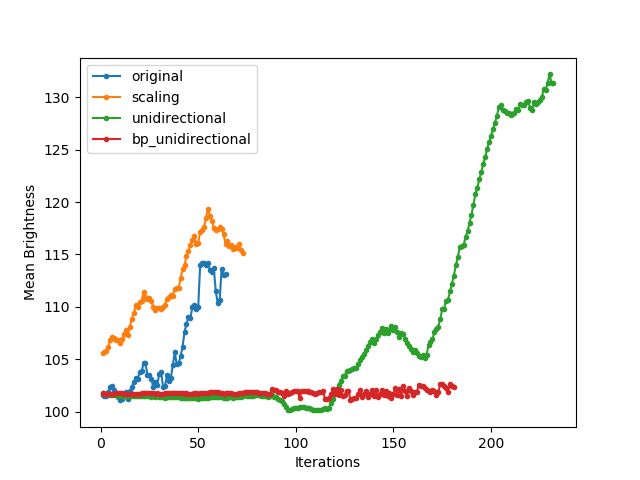 original
scaling
unidirectional
bp_unidirectional
130
125
120
115
110
105
100
Mean Brightness
0 50 100 150 200
Iterations